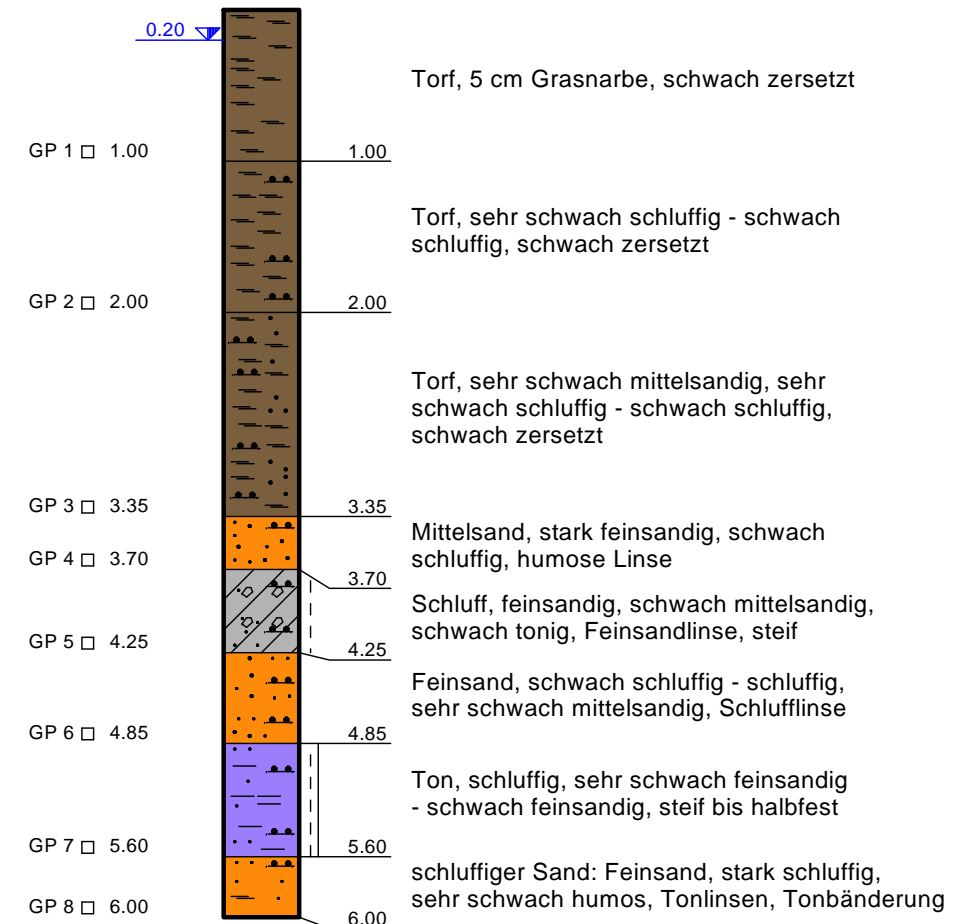 0.20
Torf, 5 cm Grasnarbe, schwach zersetzt
GP 1 1.00 1.00
Torf, sehr schwach schluffig - schwach
schluffig, schwach zersetzt
GP 2 2.00 2.00
Torf, sehr schwach mittelsandig, sehr
schwach schluffig - schwach schluffig,
schwach zersetzt
GP 3 3.35 3.35
Mittelsand, stark feinsandig, schwach
schluffig, humose Linse
GP 4 3.70 3.70
Schluff, feinsandig, schwach mittelsandig,
schwach tonig, Feinsandlinse, steif
GP 5 4.25 4.25
Feinsand, schwach schluffig - schluffig,
sehr schwach mittelsandig, Schlufflinse
GP 6 4.85 4.85
Ton, schluffig, sehr schwach feinsandig
- schwach feinsandig, steif bis halbfest
GP 7 5.60 5.60
schluffiger Sand: Feinsand, stark schluffig,
sehr schwach humos, Tonlinsen, Tonbänderung
GP 8 6.00 6.00